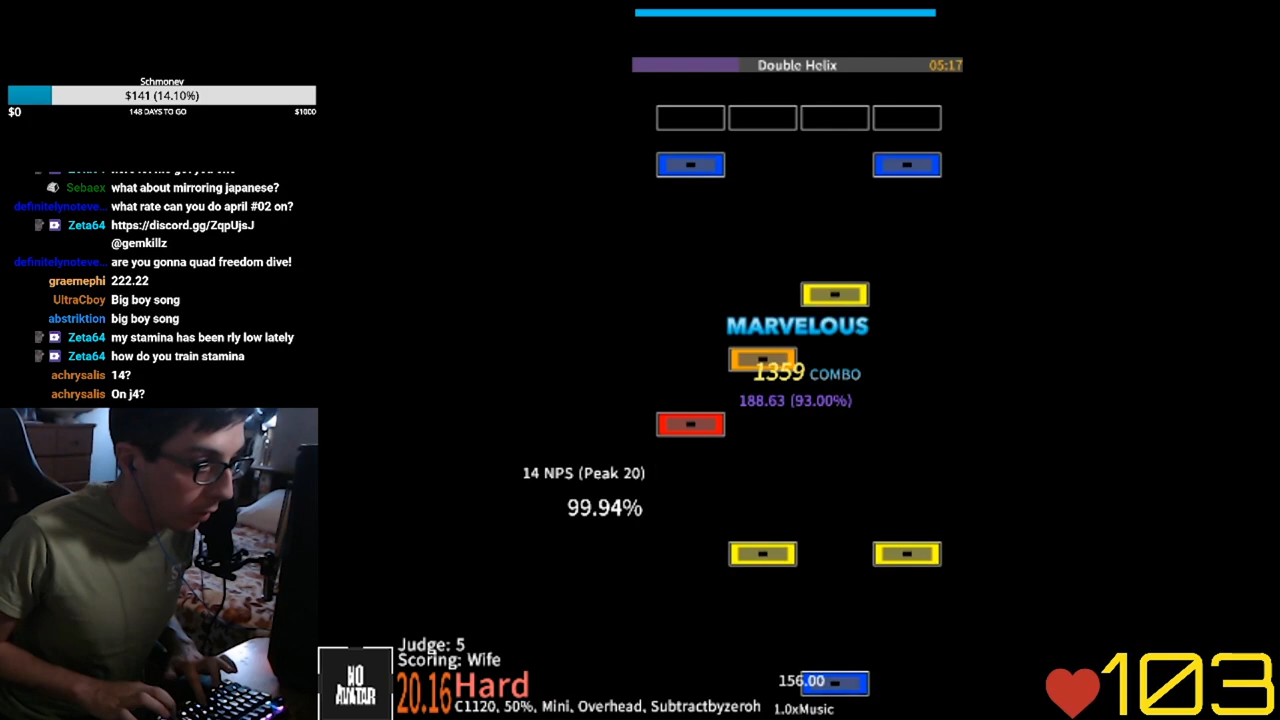 Double Helix
05:17
Schmoney
$141 (14.10%)
$0
148 DAYS TO GO
$1000
Sebaex what about mirroring japanese?
definitelynoteve... what rate can you do april #02 on?
Zeta64 https://discord.gg/ZqpUjsJ
@gemkillz
definitelynoteve... are you gonna quad freedom dive!
graemephi 222.22
UltraCboy Big boy song
abstriktion big boy song
Zeta64 my stamina has been rly low lately
Zeta64 how do you train stamina
achrysalis 14?
achrysalis On j4?
MARVELOUS
1359 COMBO
188.63 (93.00%)
14 NPS (Peak 20)
99.94%
NO AVATAR
Judge: 5
Scoring: Wife
20.16 Hard
C1120, 50%, Mini, Overhead, Subtractbyzeroh
156.00
1.0xMusic
103